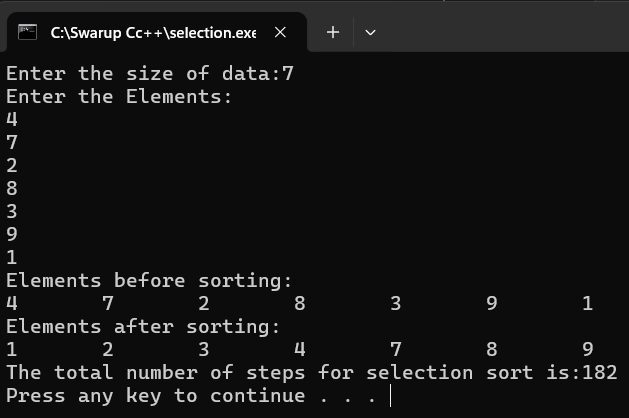 C:\Swarup Cc++\selection.exe
Enter the size of data:7
Enter the Elements:
4
7
2
8
3
9
1
Elements before sorting:
4 7 2 8 3 9 1
Elements after sorting:
1 2 3 4 7 8 9
The total number of steps for selection sort is:182
Press any key to continue . . .